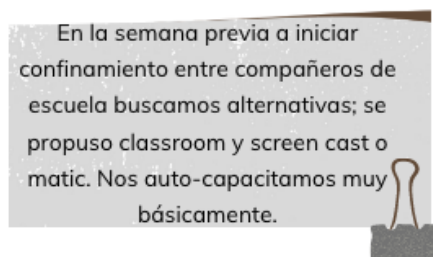 En la semana previa a iniciar
confinamiento entre compañeros de
escuela buscamos alternativas; se
propuso classroom y screen cast o
matic. Nos auto-capacitamos muy
básicamente.